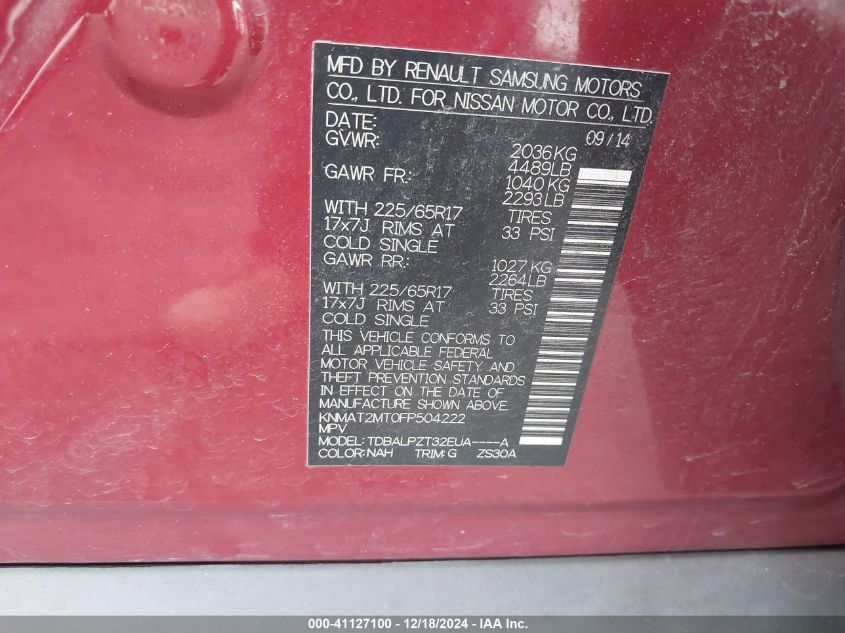 MFD BY RENAULT SAMSUNG MOTORS
CO., LTD. FOR NISSAN MOTOR CO., LTD.
DATE: 09/14
GVWR: 2036KG
4489LB
GAWR FR: 1040KG
2293LB
WITH 225/65R17 TIRES
17x7J RIMS AT 33 PSI
COLD SINGLE
GAWR RR: 1027KG
2264LB
WITH 225/65R17 TIRES
17x7J RIMS AT 33 PSI
COLD SINGLE
THIS VEHICLE CONFORMS TO
ALL APPLICABLE FEDERAL
MOTOR VEHICLE SAFETY AND
THEFT PREVENTION STANDARDS
IN EFFECT ON THE DATE OF
MANUFACTURE SHOWN ABOVE.
KNMAT2MT0FP504222
MPV
MODEL: TDBALPZT32EUA----A
COLOR: NAH TRIM: G ZS30A
000-41127100 - 12/18/2024 - IAA Inc.